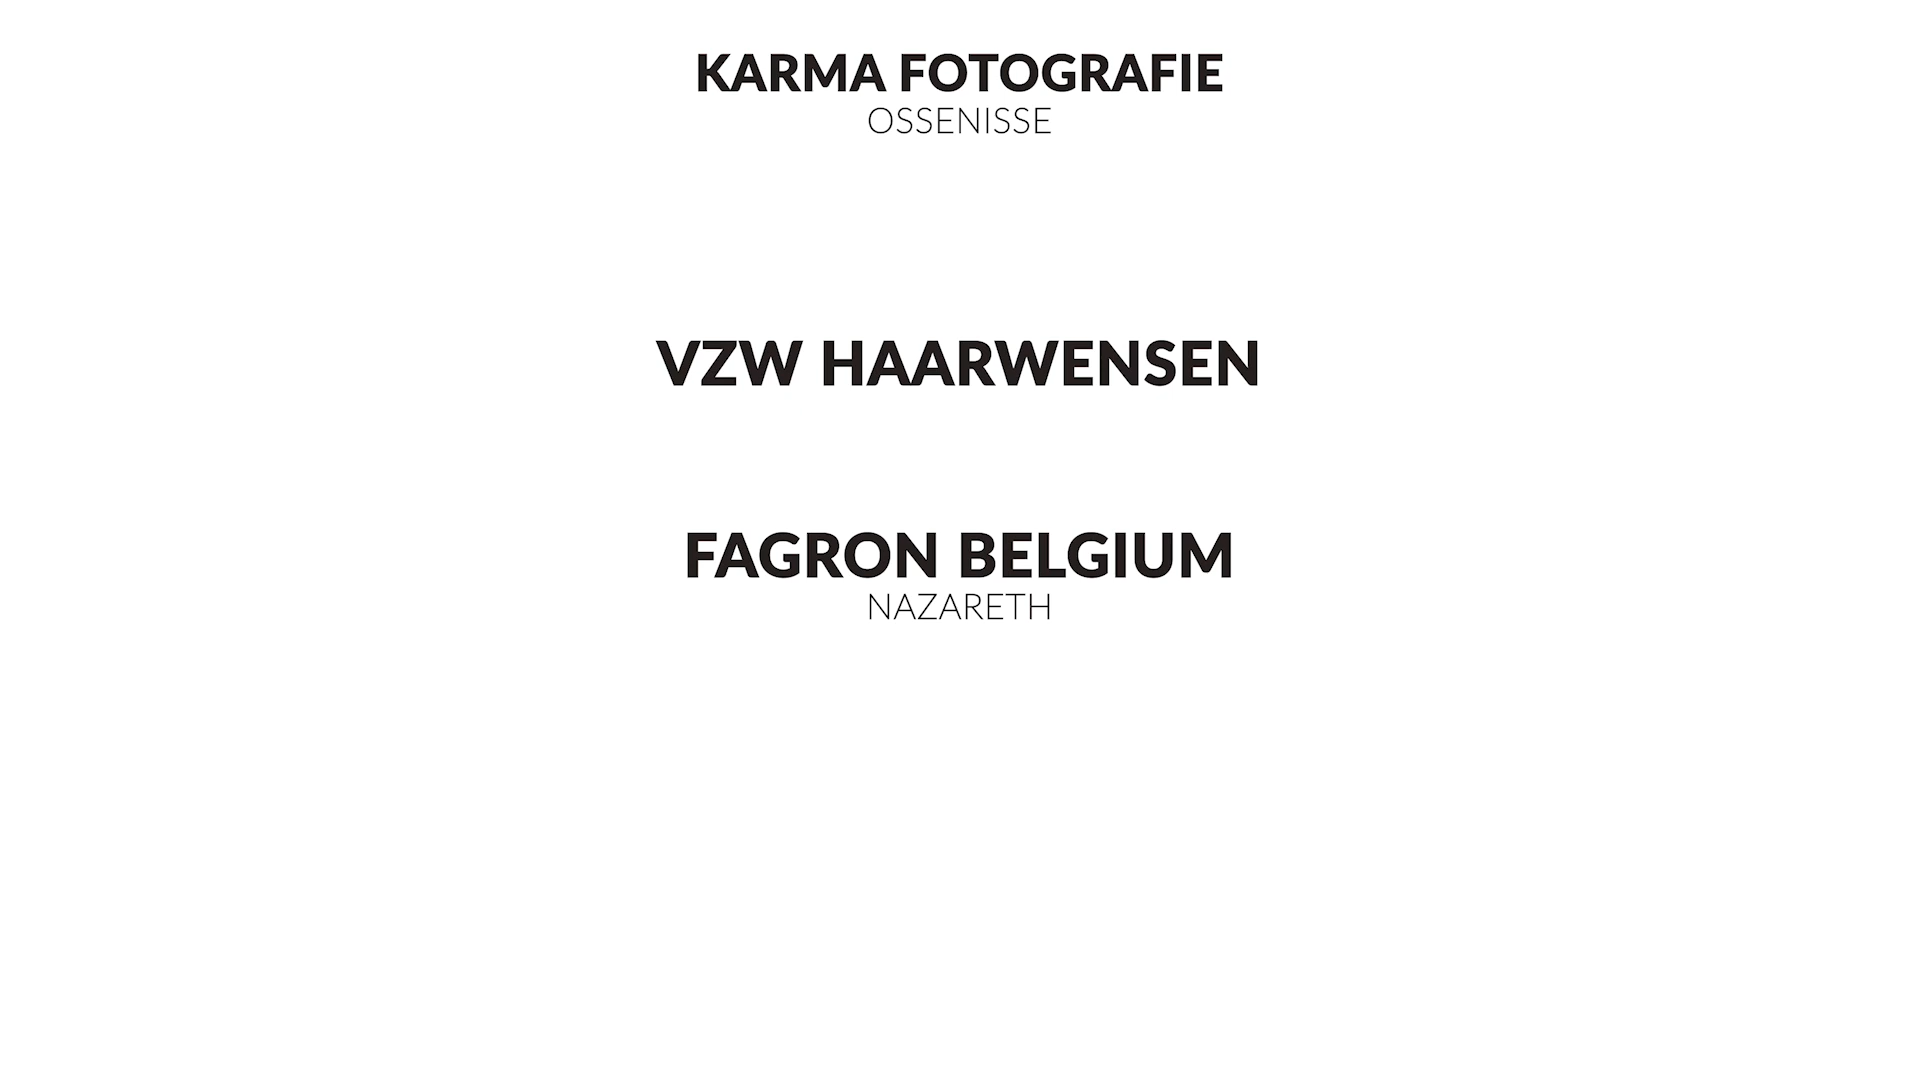 KARMA FOTOGRAFIE
OSSENISSE
VZW HAARWENSEN
FAGRON BELGIUM
NAZARETH